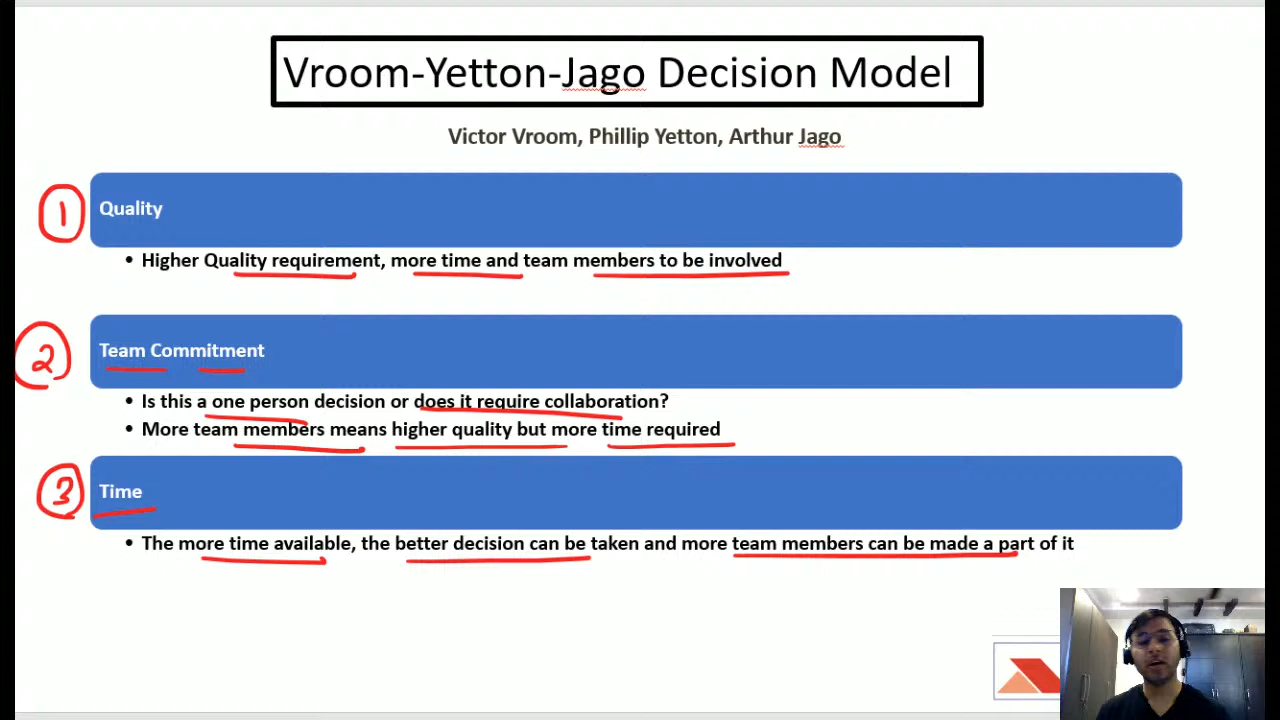 Vroom-Yetton-Jago Decision Model
Victor Vroom, Phillip Yetton, Arthur Jago
1
Quality
• Higher Quality requirement, more time and team members to be involved
2
Team Commitment
• Is this a one person decision or does it require collaboration?
• More team members means higher quality but more time required
3
Time
• The more time available, the better decision can be taken and more team members can be made a part of it